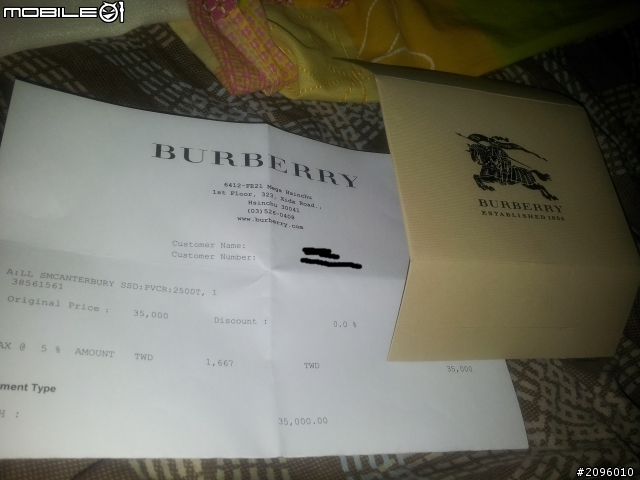 MOBILE01
BURBERRY
6412-FE21 Mega Hsinchu
1st Floor, 323, Xida Road.,
Hsinchu 30041
(03)528-0408
www.burberry.com
Customer Name:
Customer Number:
A:LL SMCANTERBURY SSD:PVCB:2500T, 1
38561561
Original Price : 35,000 Discount : 0.0 %
AX @ 5 % AMOUNT TWD 1,667 TWD 35,000
ment Type
H : 35,000.00
BURBERRY
ESTABLISHED 1856
#2096010